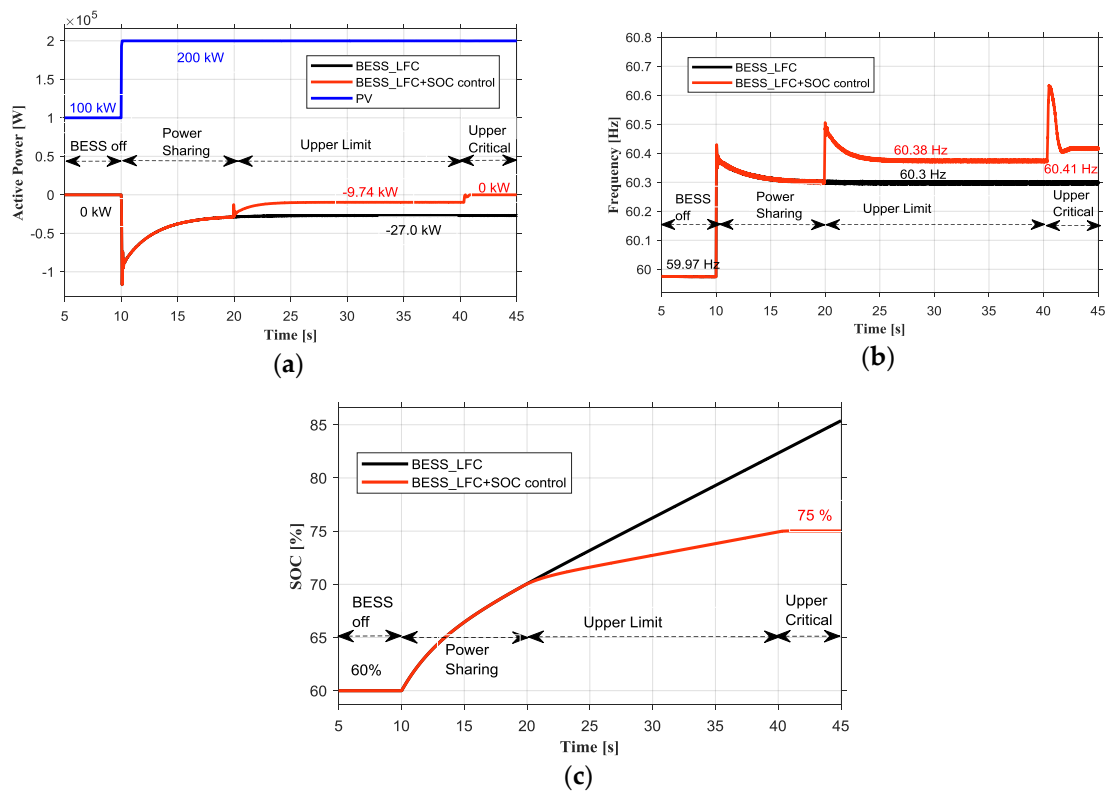 ×10⁵
2
1.5
1
0.5
0
-0.5
-1
Active Power [W]
200 kW
BESS_LFC
BESS_LFC+SOC control
PV
100 kW
BESS off
Power
Sharing
Upper Limit
Upper
Critical
0 kW
-9.74 kW
0 kW
-27.0 kW
5 10 15 20 25 30 35 40 45
Time [s]
(a)
60.8
60.7
60.6
60.5
60.4
60.3
60.2
60.1
60
Frequency [Hz]
BESS_LFC
BESS_LFC+SOC control
60.38 Hz
60.41 Hz
60.3 Hz
BESS
off
Power
Sharing
Upper Limit
Upper
Critical
59.97 Hz
5 10 15 20 25 30 35 40 45
Time [s]
(b)
85
80
75
70
65
60
SOC [%]
BESS_LFC
BESS_LFC+SOC control
75 %
BESS
off
Power
Sharing
Upper Limit
Upper
Critical
60%
5 10 15 20 25 30 35 40 45
Time [s]
(c)